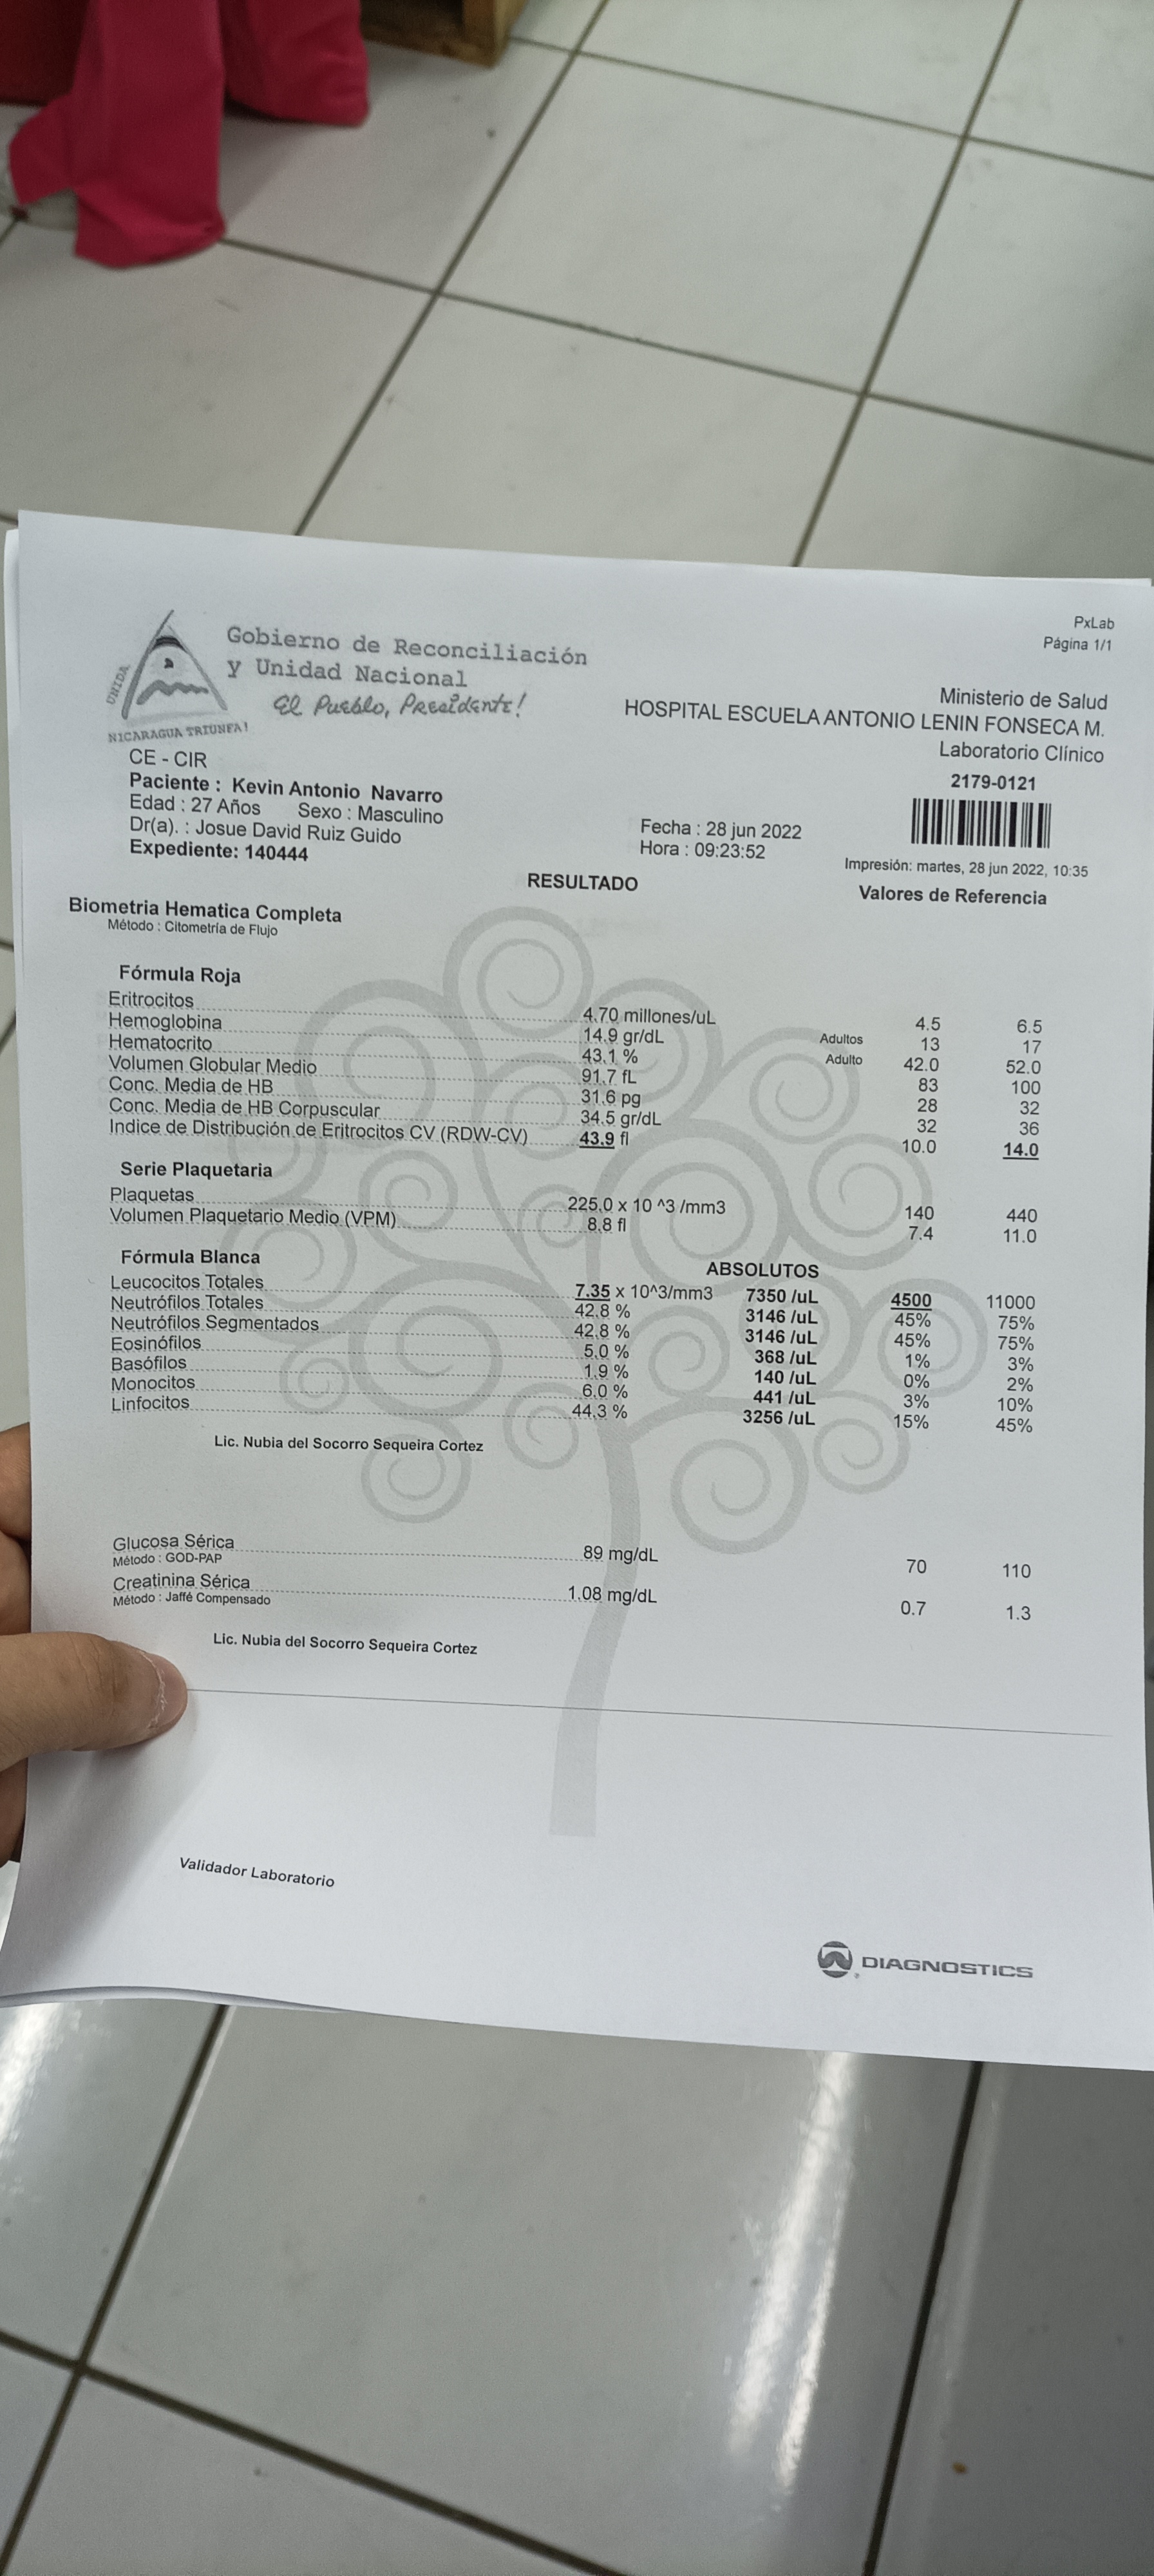 PxLab
Página 1/1
Gobierno de Reconciliación
y Unidad Nacional
El Pueblo, Presidente!
UNIDA
NICARAGUA TRIUNFA!
Ministerio de Salud
HOSPITAL ESCUELA ANTONIO LENIN FONSECA M.
Laboratorio Clínico
2179-0121
CE - CIR
Paciente : Kevin Antonio Navarro
Edad : 27 Años Sexo : Masculino
Dr(a). : Josue David Ruiz Guido
Expediente: 140444
Fecha : 28 jun 2022
Hora : 09:23:52
Impresión: martes, 28 jun 2022, 10:35
RESULTADO Valores de Referencia
Biometria Hematica Completa
Método : Citometría de Flujo
Fórmula Roja
Eritrocitos 4.70 millones/uL 4.5 6.5
Hemoglobina 14.9 gr/dL Adultos 13 17
Hematocrito 43.1 % Adulto 42.0 52.0
Volumen Globular Medio 91.7 fL 83 100
Conc. Media de HB 31.6 pg 28 32
Conc. Media de HB Corpuscular 34.5 gr/dL 32 36
Indice de Distribución de Eritrocitos CV (RDW-CV) 43.9 fl 10.0 14.0
Serie Plaquetaria
Plaquetas 225.0 x 10 ^3 /mm3 140 440
Volumen Plaquetario Medio (VPM) 8.8 fl 7.4 11.0
Fórmula Blanca ABSOLUTOS
Leucocitos Totales 7.35 x 10^3/mm3 7350 /uL 4500 11000
Neutrófilos Totales 42.8 % 3146 /uL 45% 75%
Neutrófilos Segmentados 42.8 % 3146 /uL 45% 75%
Eosinófilos 5.0 % 368 /uL 1% 3%
Basófilos 1.9 % 140 /uL 0% 2%
Monocitos 6.0 % 441 /uL 3% 10%
Linfocitos 44.3 % 3256 /uL 15% 45%
Lic. Nubia del Socorro Sequeira Cortez
Glucosa Sérica 89 mg/dL 70 110
Método : GOD-PAP
Creatinina Sérica 1.08 mg/dL 0.7 1.3
Método : Jaffé Compensado
Lic. Nubia del Socorro Sequeira Cortez
Validador Laboratorio
DIAGNOSTICS